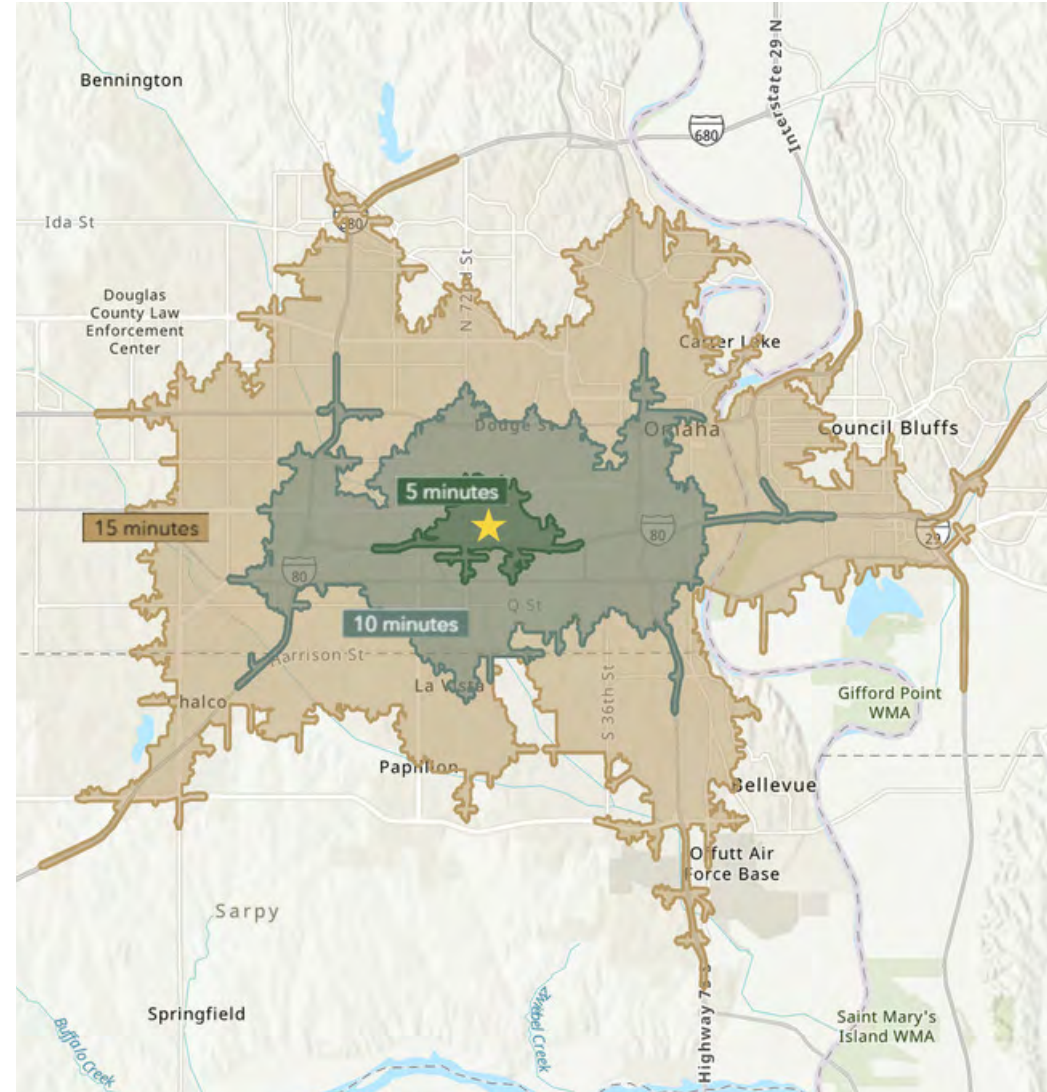 Bennington
Interstate 29 N
680
Ida St
680
N 72nd St
Douglas
County Law
Enforcement
Center
Carter Lake
Dodge St
Omaha
Council Bluffs
5 minutes
15 minutes
80
29
80
Q St
10 minutes
Harrison St
La Vista
Chalco
S 36th St
Gifford Point
WMA
Papillion
Bellevue
Offutt Air
Force Base
Sarpy
Springfield
Buffalo Creek
Highway 75 S
Saint Mary's
Island WMA